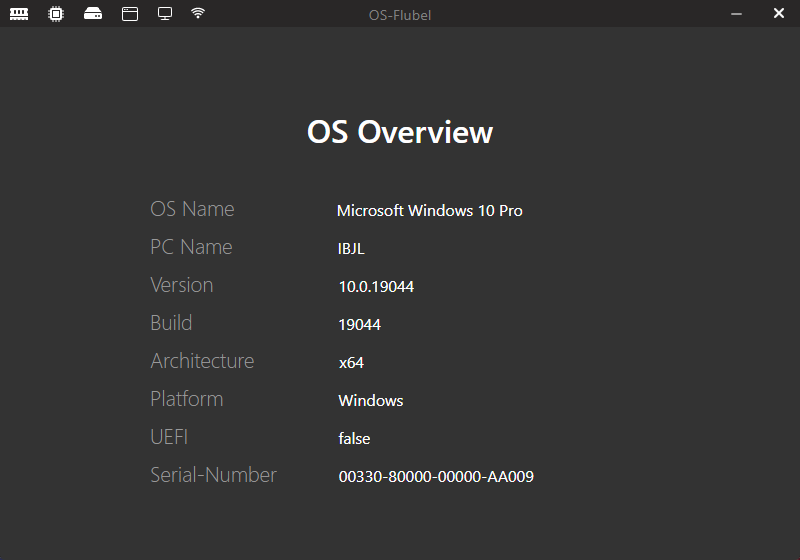 OS-Flubel
OS Overview
OS Name Microsoft Windows 10 Pro
PC Name IBJL
Version 10.0.19044
Build 19044
Architecture x64
Platform Windows
UEFI false
Serial-Number 00330-80000-00000-AA009